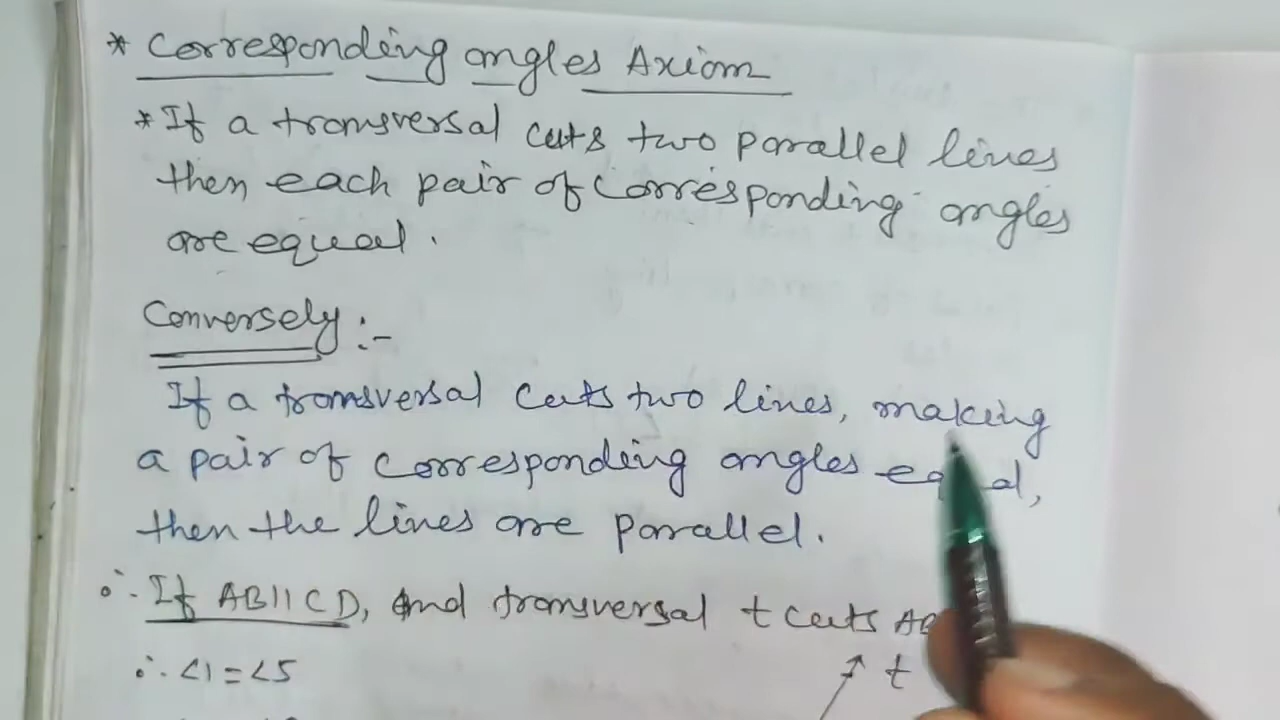 * Corresponding angles Axiom
* If a transversal cuts two parallel lines
then each pair of corresponding angles
are equal.
Conversely :-
If a transversal cuts two lines, making
a pair of corresponding angles equal,
then the lines are parallel.
∴ If AB || CD, and transversal t cuts AB
∴ ∠1 = ∠5
t